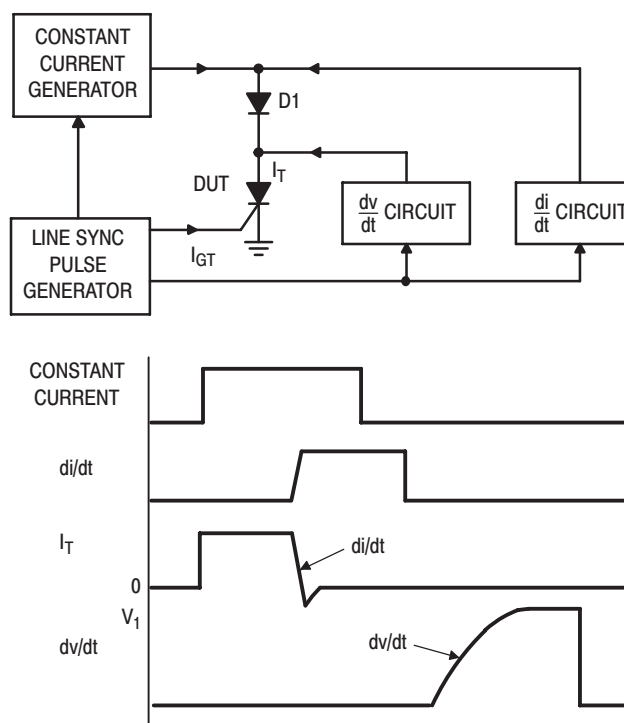 CONSTANT
CURRENT
GENERATOR
D1
DUT
I_T
dv/dt CIRCUIT
di/dt CIRCUIT
LINE SYNC
PULSE
GENERATOR
I_GT
CONSTANT
CURRENT
di/dt
I_T
di/dt
0
V_1
dv/dt
dv/dt